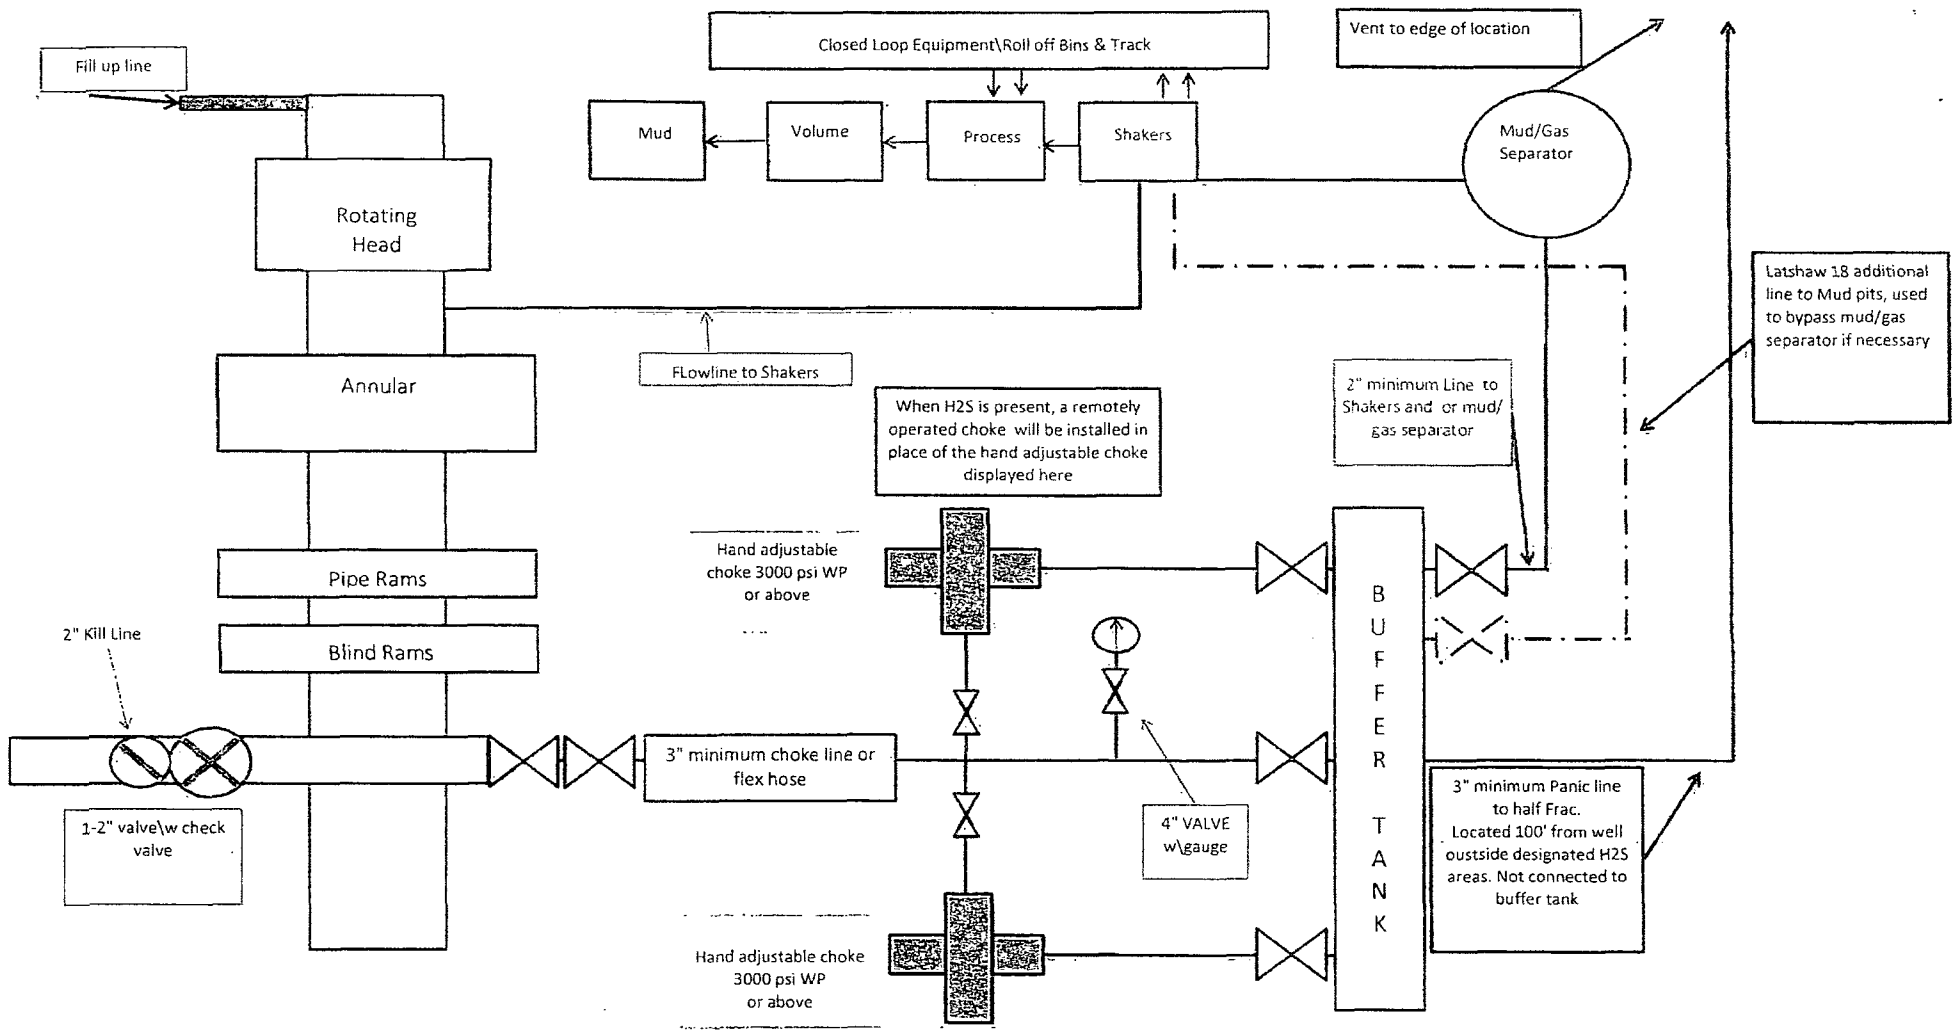 Closed Loop Equipment\Roll off Bins & Track
Vent to edge of location
Fill up line
Mud
Volume
Process
Shakers
Mud/Gas
Separator
Rotating
Head
Latshaw 18 additional
line to Mud pits, used
to bypass mud/gas
separator if necessary
FLowline to Shakers
Annular
2" minimum Line to
Shakers and or mud/
gas separator
When H2S is present, a remotely
operated choke will be installed in
place of the hand adjustable choke
displayed here
Hand adjustable
choke 3000 psi WP
or above
Pipe Rams
Blind Rams
2" Kill Line
BUFFER TANK
3" minimum choke line or
flex hose
1-2" valve\w check
valve
4" VALVE
w\gauge
3" minimum Panic line
to half Frac.
Located 100' from well
oustside designated H2S
areas. Not connected to
buffer tank
Hand adjustable choke
3000 psi WP
or above